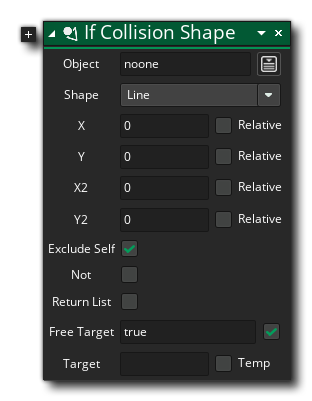 If Collision Shape
Object noone
Shape Line
X 0 Relative
Y 0 Relative
X2 0 Relative
Y2 0 Relative
Exclude Self
Not
Return List
Free Target true
Target Temp